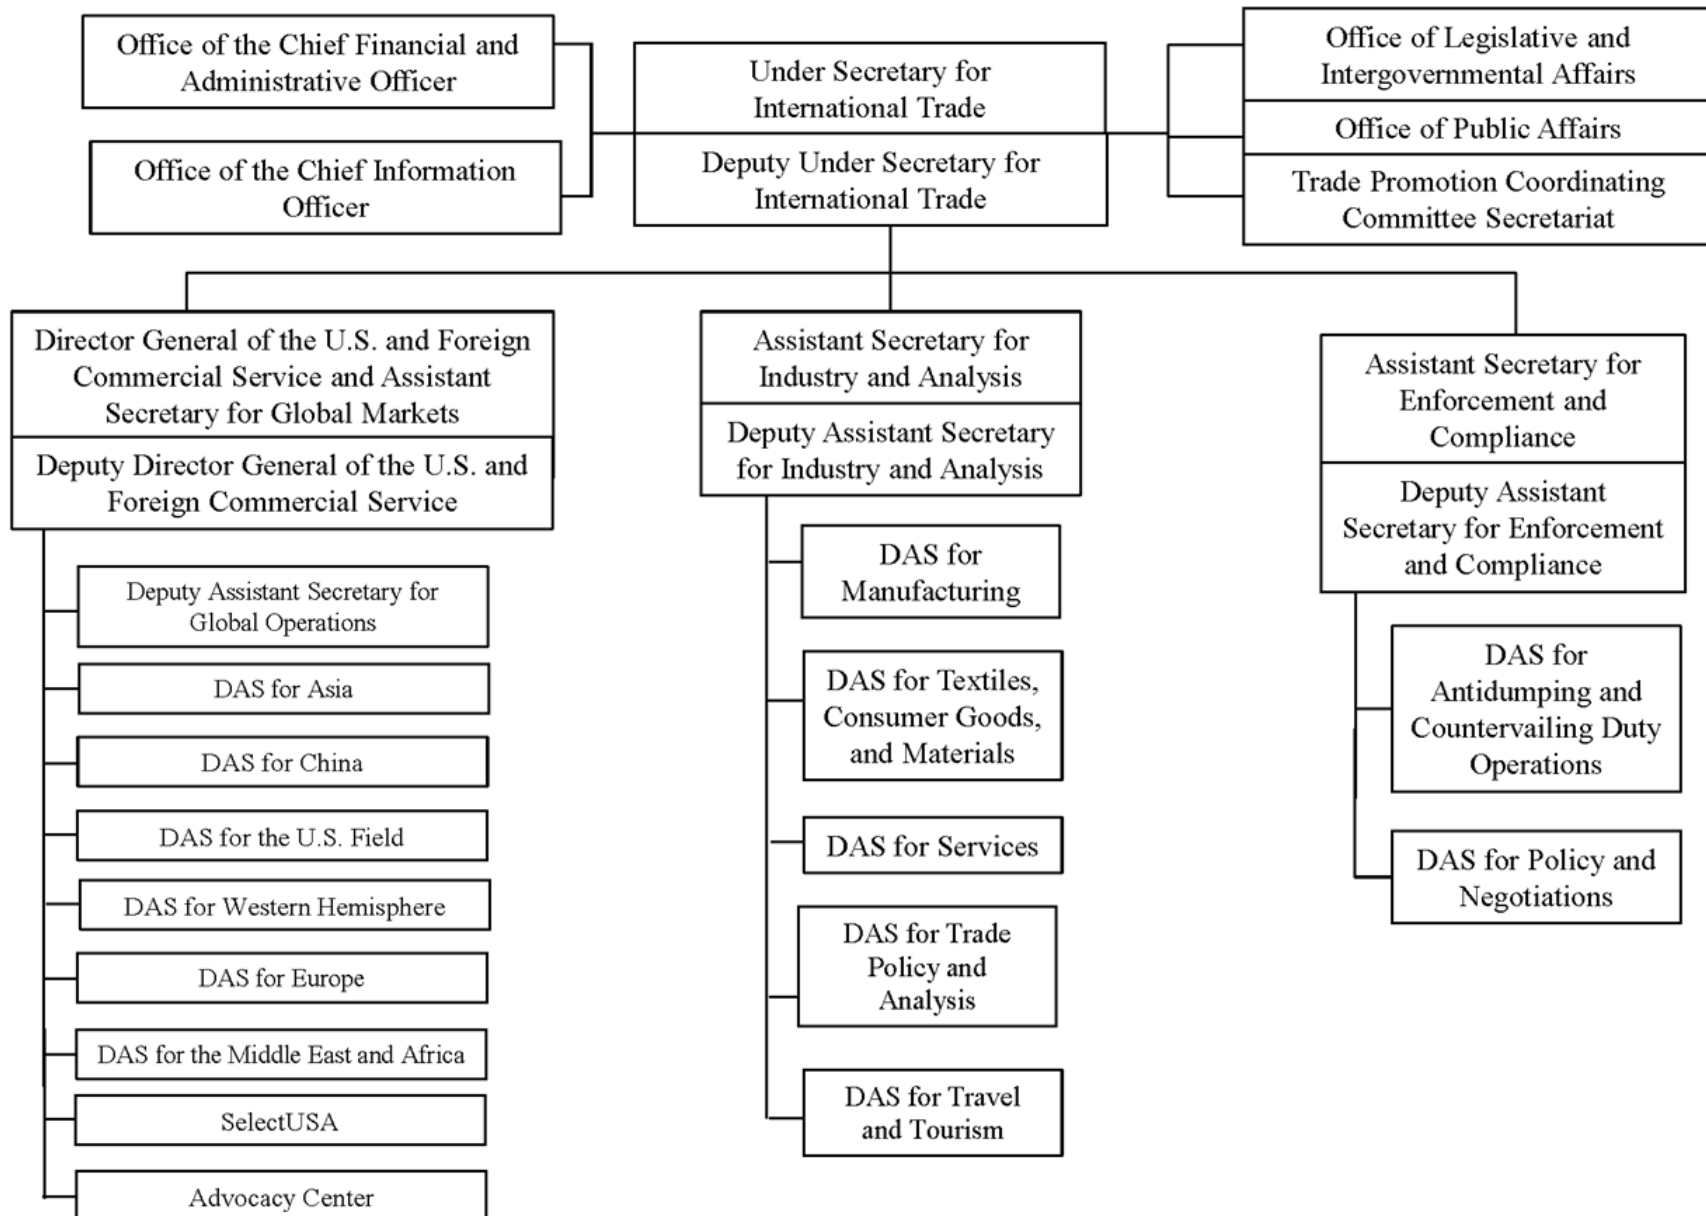 Office of the Chief Financial and
Administrative Officer
Office of the Chief Information
Officer
Under Secretary for
International Trade
Deputy Under Secretary for
International Trade
Office of Legislative and
Intergovernmental Affairs
Office of Public Affairs
Trade Promotion Coordinating
Committee Secretariat
Director General of the U.S. and Foreign
Commercial Service and Assistant
Secretary for Global Markets
Deputy Director General of the U.S. and
Foreign Commercial Service
Deputy Assistant Secretary for
Global Operations
DAS for Asia
DAS for China
DAS for the U.S. Field
DAS for Western Hemisphere
DAS for Europe
DAS for the Middle East and Africa
SelectUSA
Advocacy Center
Assistant Secretary for
Industry and Analysis
Deputy Assistant Secretary
for Industry and Analysis
DAS for
Manufacturing
DAS for Textiles,
Consumer Goods,
and Materials
DAS for Services
DAS for Trade
Policy and
Analysis
DAS for Travel
and Tourism
Assistant Secretary for
Enforcement and
Compliance
Deputy Assistant
Secretary for Enforcement
and Compliance
DAS for
Antidumping and
Countervailing Duty
Operations
DAS for Policy and
Negotiations